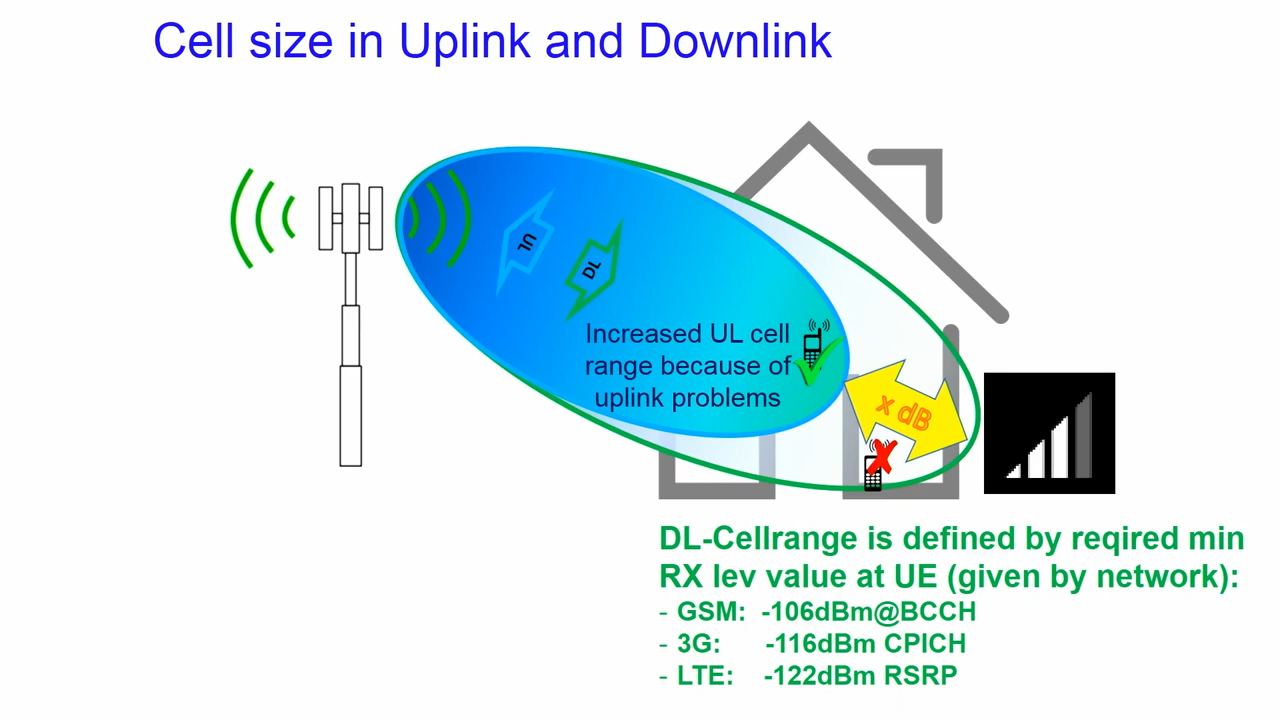 Cell size in Uplink and Downlink
UL
DL
Increased UL cell
range because of
uplink problems
x dB
DL-Cellrange is defined by reqired min
RX lev value at UE (given by network):
- GSM: -106dBm@BCCH
- 3G: -116dBm CPICH
- LTE: -122dBm RSRP